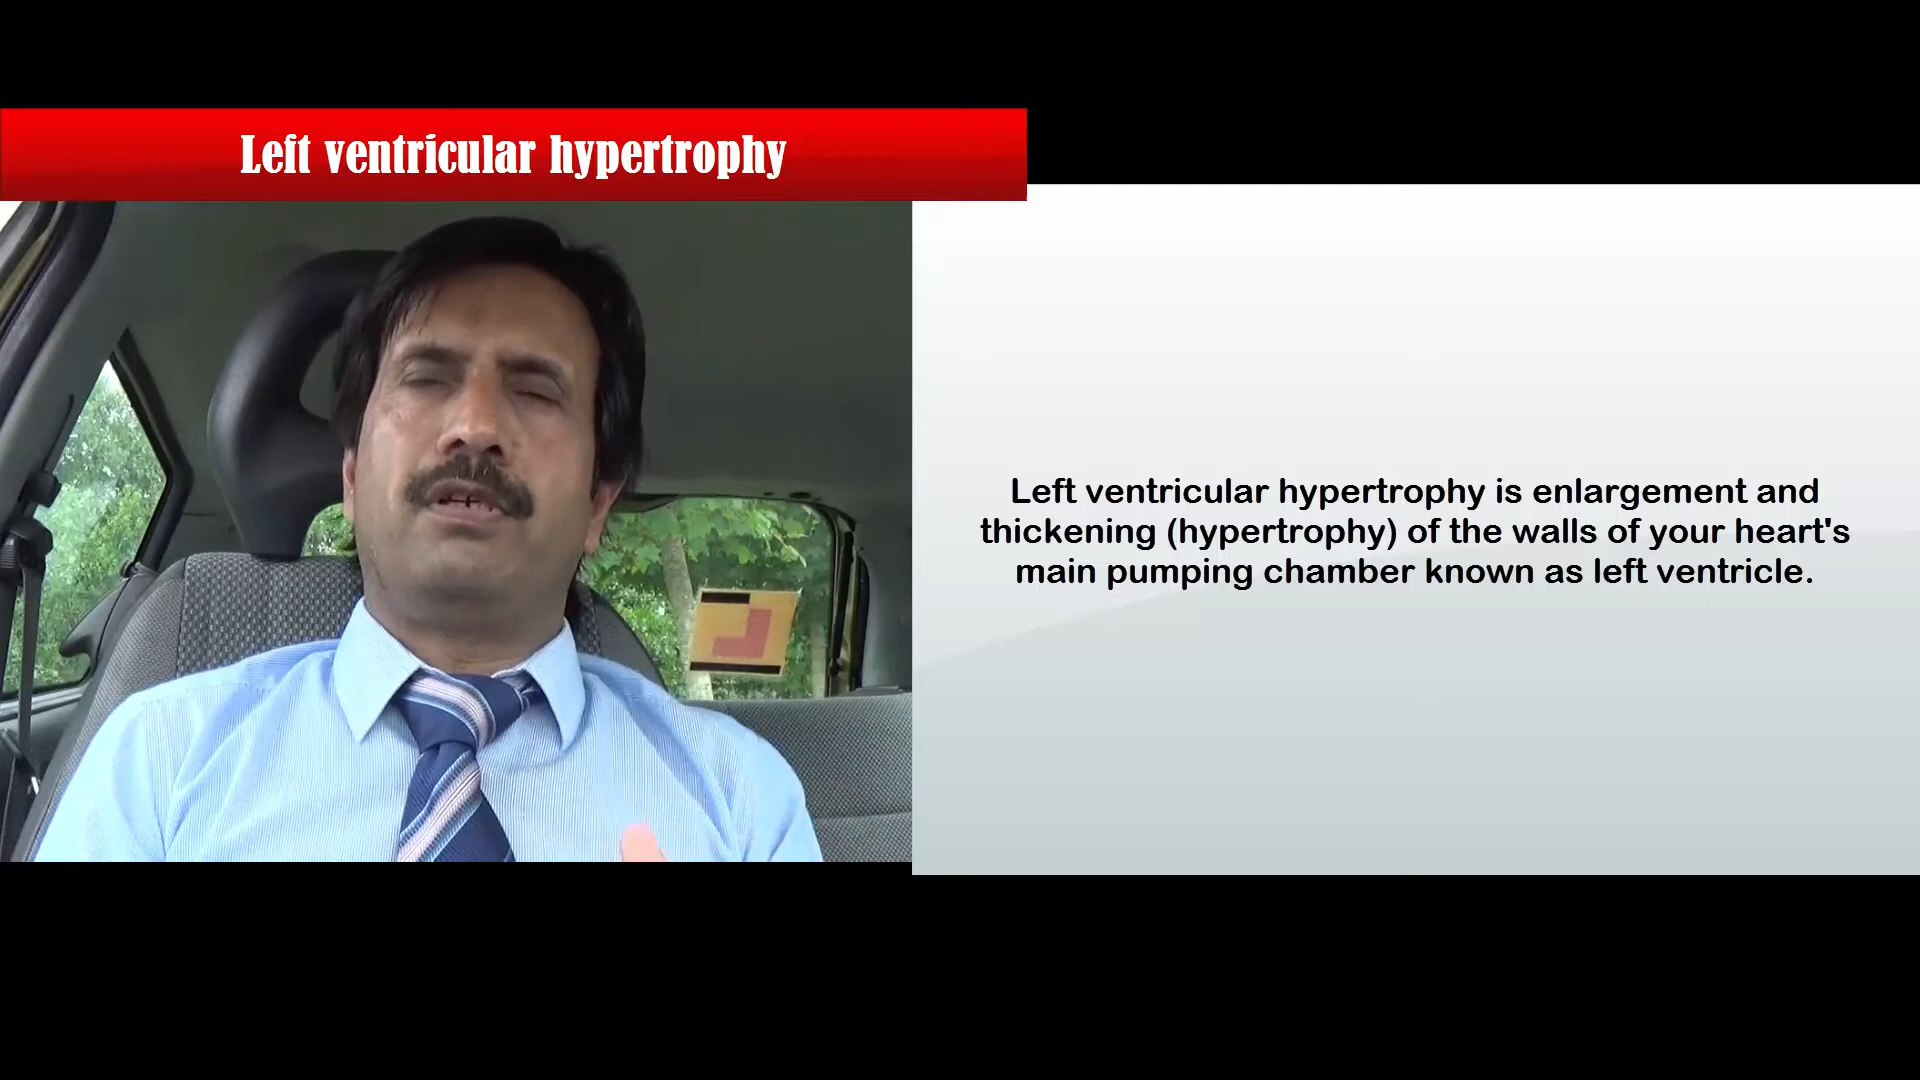 Left ventricular hypertrophy
Left ventricular hypertrophy is enlargement and
thickening (hypertrophy) of the walls of your heart's
main pumping chamber known as left ventricle.